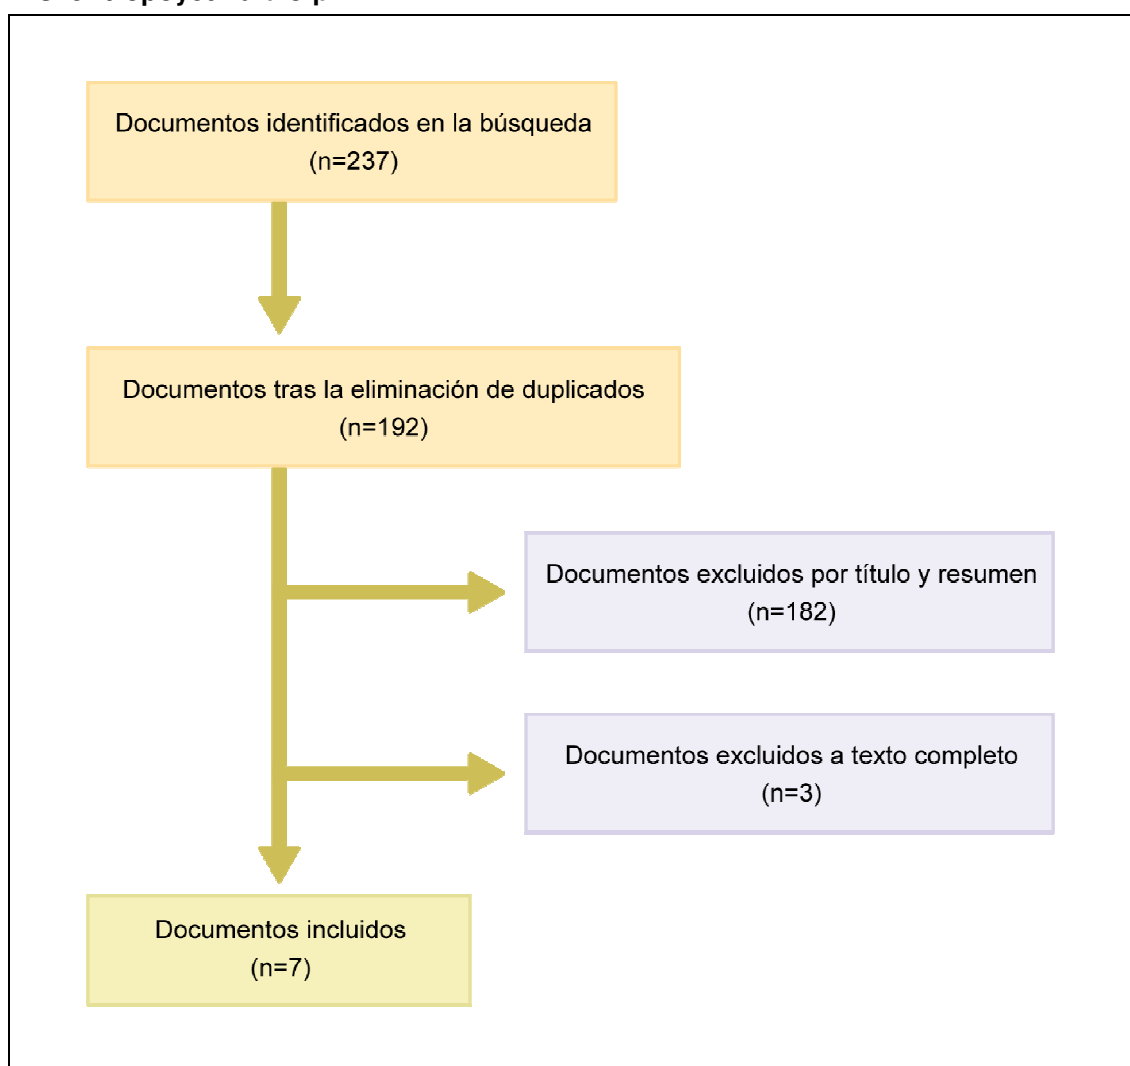 Documentos identificados en la búsqueda
(n=237)
Documentos tras la eliminación de duplicados
(n=192)
Documentos excluidos por título y resumen
(n=182)
Documentos excluidos a texto completo
(n=3)
Documentos incluidos
(n=7)